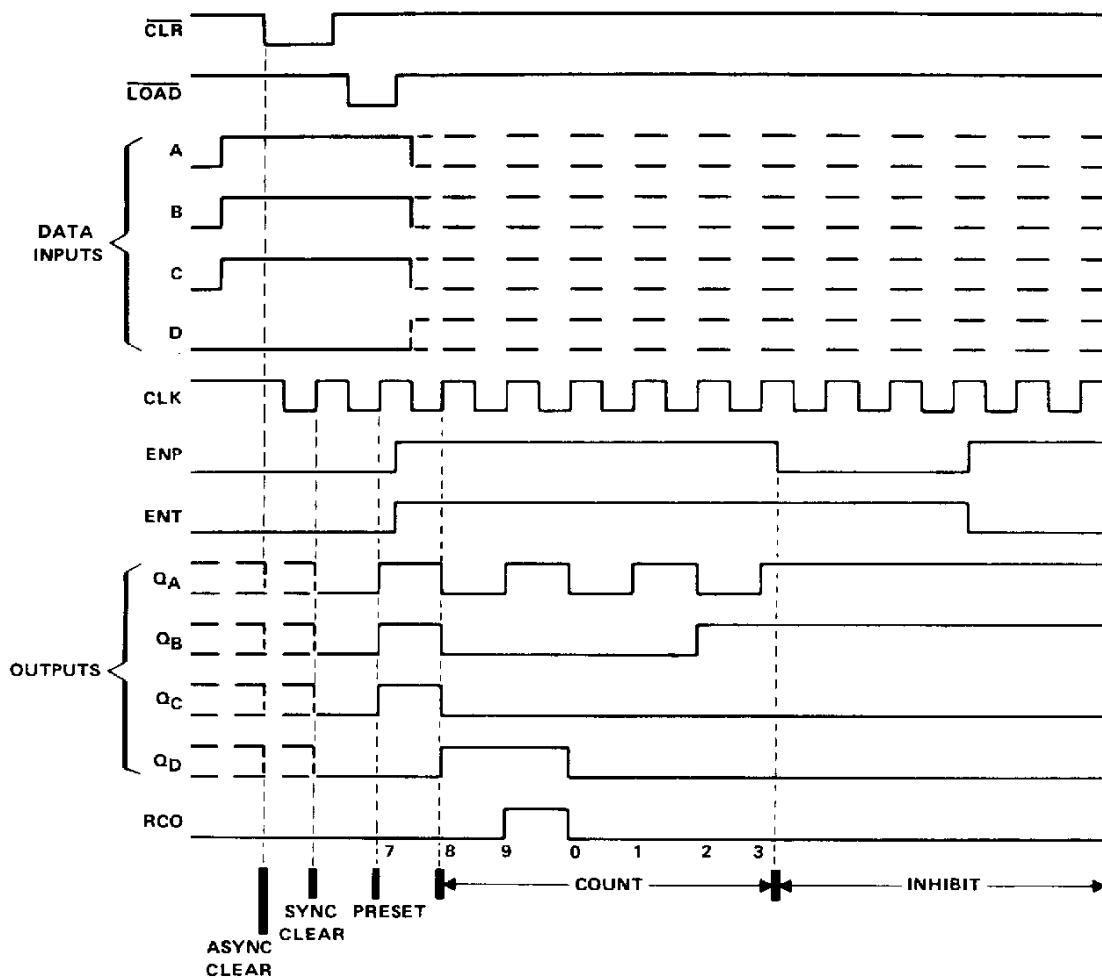 CLR
LOAD
A
B
DATA
INPUTS
C
D
CLK
ENP
ENT
QA
QB
OUTPUTS
QC
QD
RCO
7 8 9 0 1 2 3
COUNT INHIBIT
SYNC PRESET
CLEAR
ASYNC
CLEAR